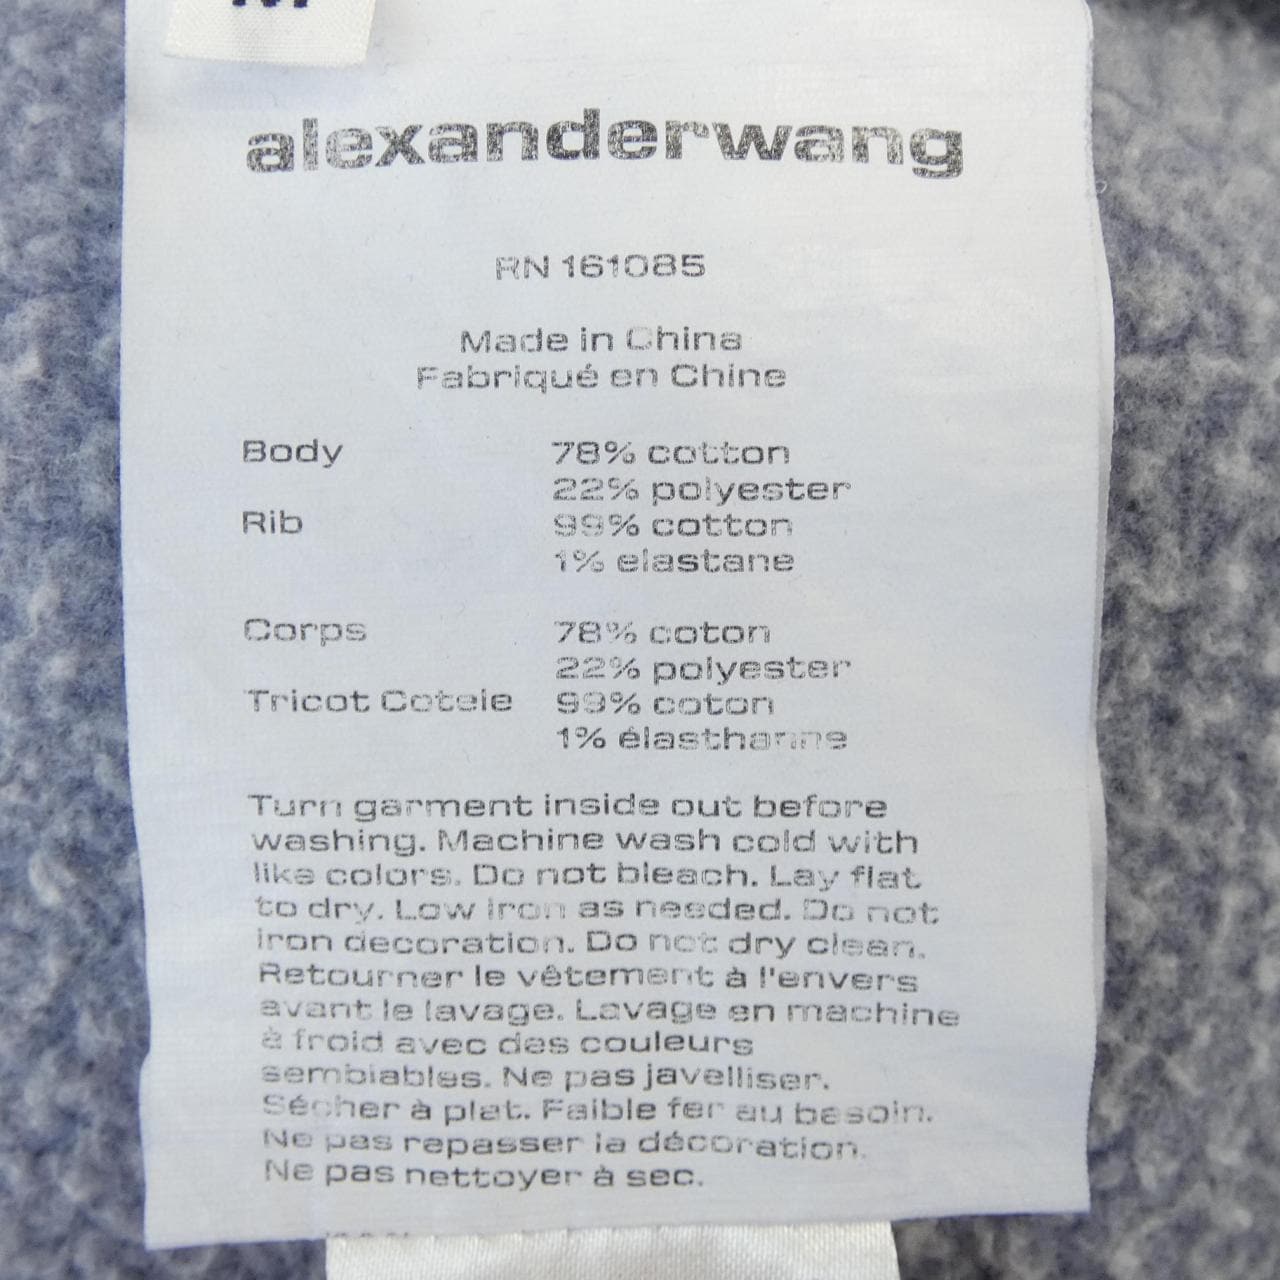 alexanderwang
RN 161085
Made in China
Fabriqué en Chine
Body 78% cotton
22% polyester
Rib 99% cotton
1% elastane
Corps 78% coton
22% polyester
Tricot Cotele 99% coton
1% élasthanne
Turn garment inside out before
washing. Machine wash cold with
like colors. Do not bleach. Lay flat
to dry. Low iron as needed. Do not
iron decoration. Do not dry clean.
Retourner le vêtement à l'envers
avant le lavage. Lavage en machine
à froid avec des couleurs
semblables. Ne pas javelliser.
Sécher à plat. Faible fer au besoin.
Ne pas repasser la décoration.
Ne pas nettoyer à sec.